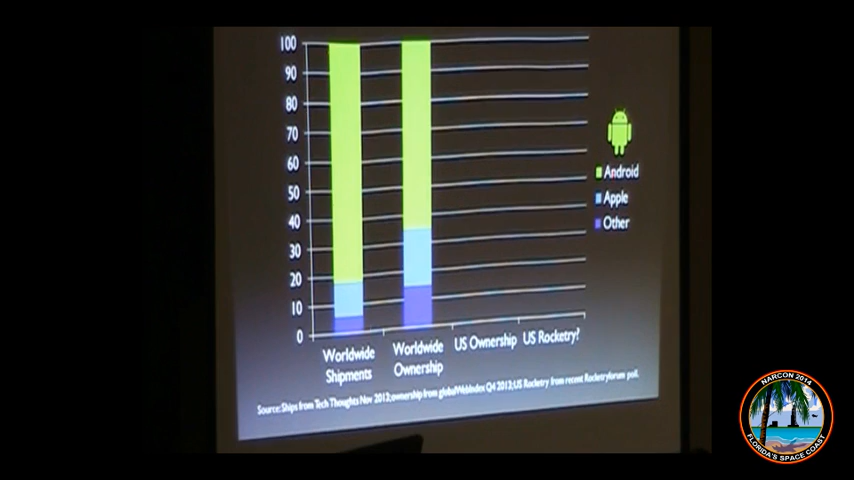 100
90
80
70
60
50
40
30
20
10
0
Android
Apple
Other
Worldwide
Shipments
Worldwide
Ownership
US Ownership
US Rocketry?
Source: Ships from Tech Thoughts Nov 2012; ownership from globalWebIndex Q4 2012; US Rocketry from recent Rocketryforum poll.
NARCON 2014
FLORIDA'S SPACE COAST